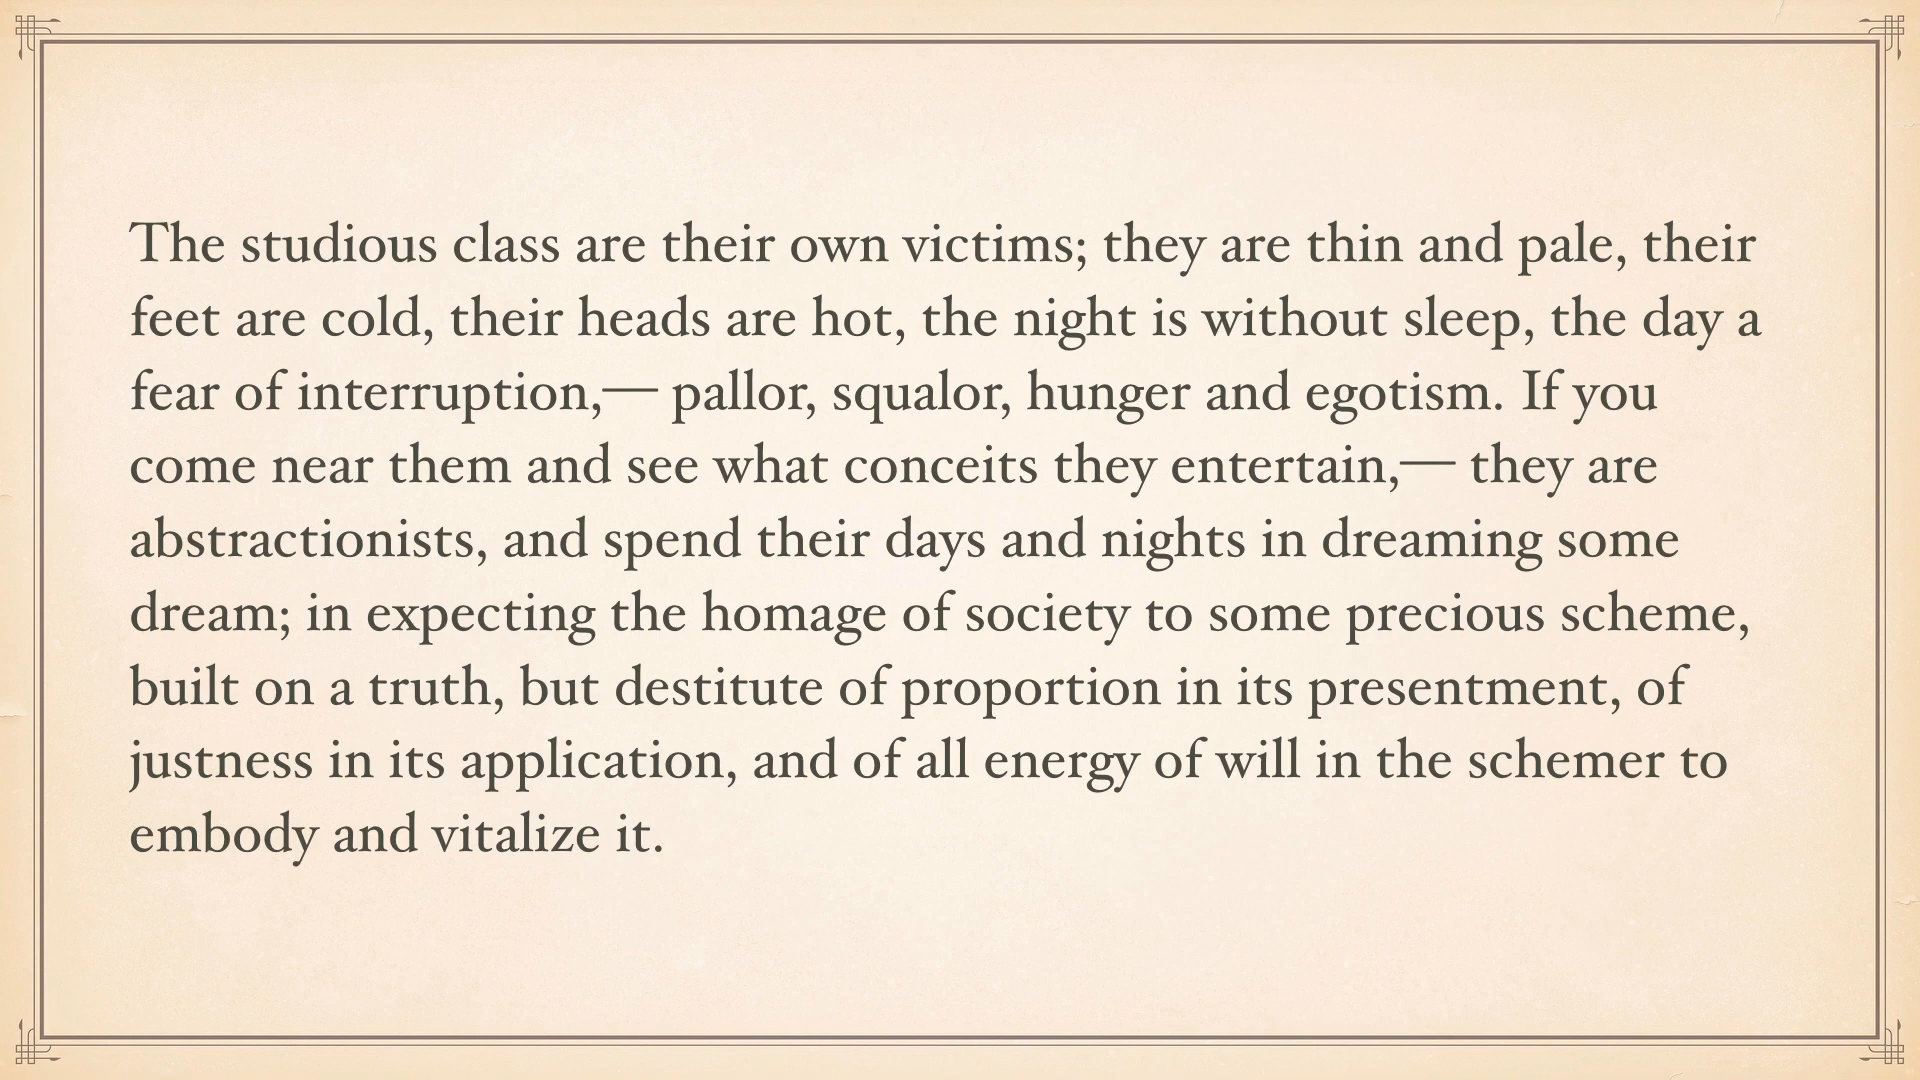 The studious class are their own victims; they are thin and pale, their
feet are cold, their heads are hot, the night is without sleep, the day a
fear of interruption,— pallor, squalor, hunger and egotism. If you
come near them and see what conceits they entertain,— they are
abstractionists, and spend their days and nights in dreaming some
dream; in expecting the homage of society to some precious scheme,
built on a truth, but destitute of proportion in its presentment, of
justness in its application, and of all energy of will in the schemer to
embody and vitalize it.